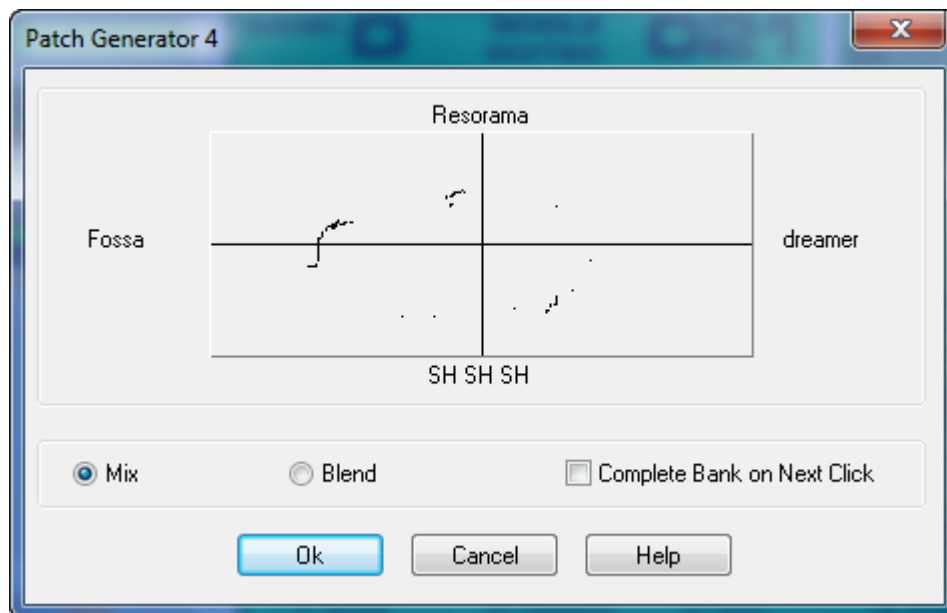 Patch Generator 4
Resorama
Fossa
dreamer
SH SH SH
Mix
Blend
Complete Bank on Next Click
Ok
Cancel
Help